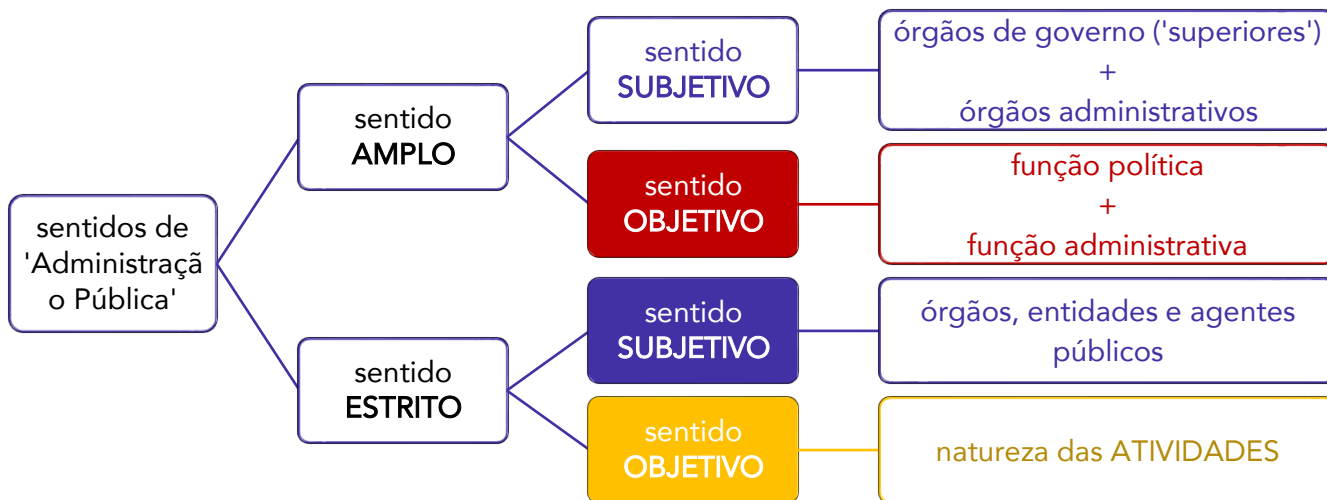 sentidos de
'Administraçã
o Pública'
sentido
AMPLO
sentido
SUBJETIVO
órgãos de governo ('superiores')
+
órgãos administrativos
sentido
OBJETIVO
função política
+
função administrativa
sentido
ESTRITO
sentido
SUBJETIVO
órgãos, entidades e agentes
públicos
sentido
OBJETIVO
natureza das ATIVIDADES